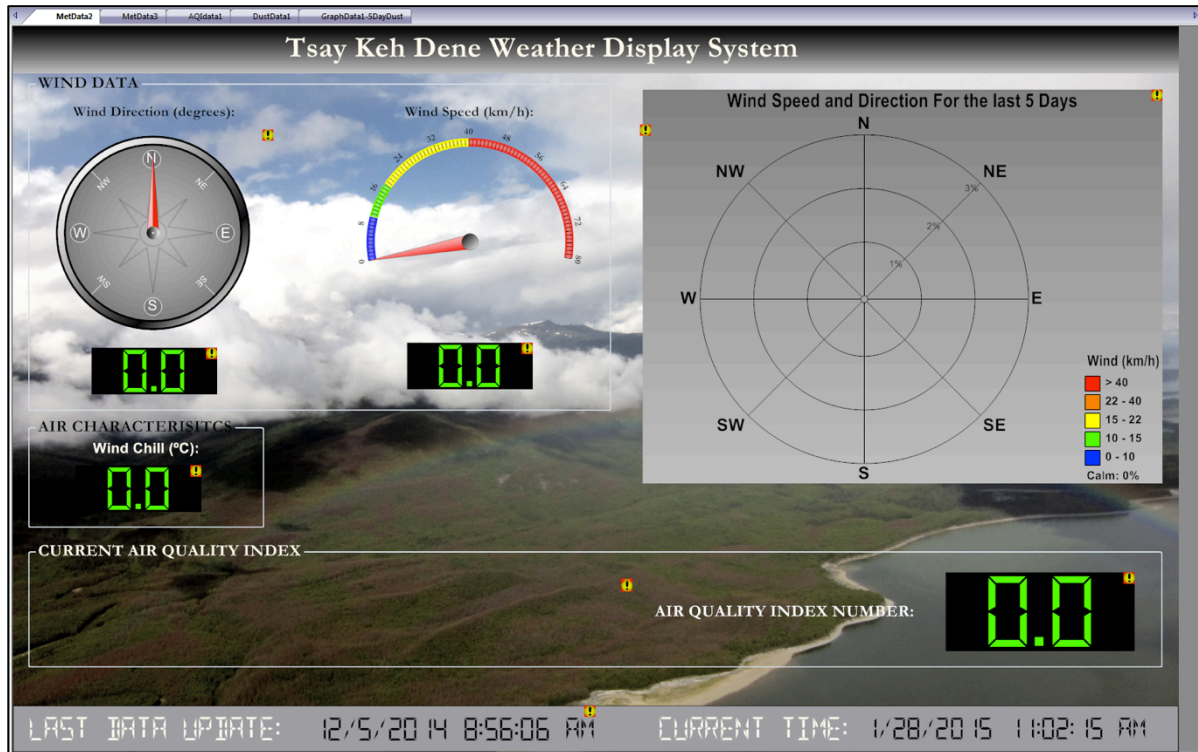 MetData2 MetData3 AQIdata1 DustData1 GraphData1-5DayDust
Tsay Keh Dene Weather Display System
WIND DATA
Wind Direction (degrees):
N
NE
E
SE
S
SW
W
NW
0.0
Wind Speed (km/h):
0 8 16 24 32 40 48 56 64 72 80
0.0
Wind Speed and Direction For the last 5 Days
N
NW NE
3%
2%
1%
W E
SW SE
S
Wind (km/h)
> 40
22 - 40
15 - 22
10 - 15
0 - 10
Calm: 0%
AIR CHARACTERISITCS
Wind Chill (ºC):
0.0
CURRENT AIR QUALITY INDEX
AIR QUALITY INDEX NUMBER: 0.0
LAST DATA UPDATE: 12/5/2014 8:56:06 AM CURRENT TIME: 1/28/2015 11:02:15 AM